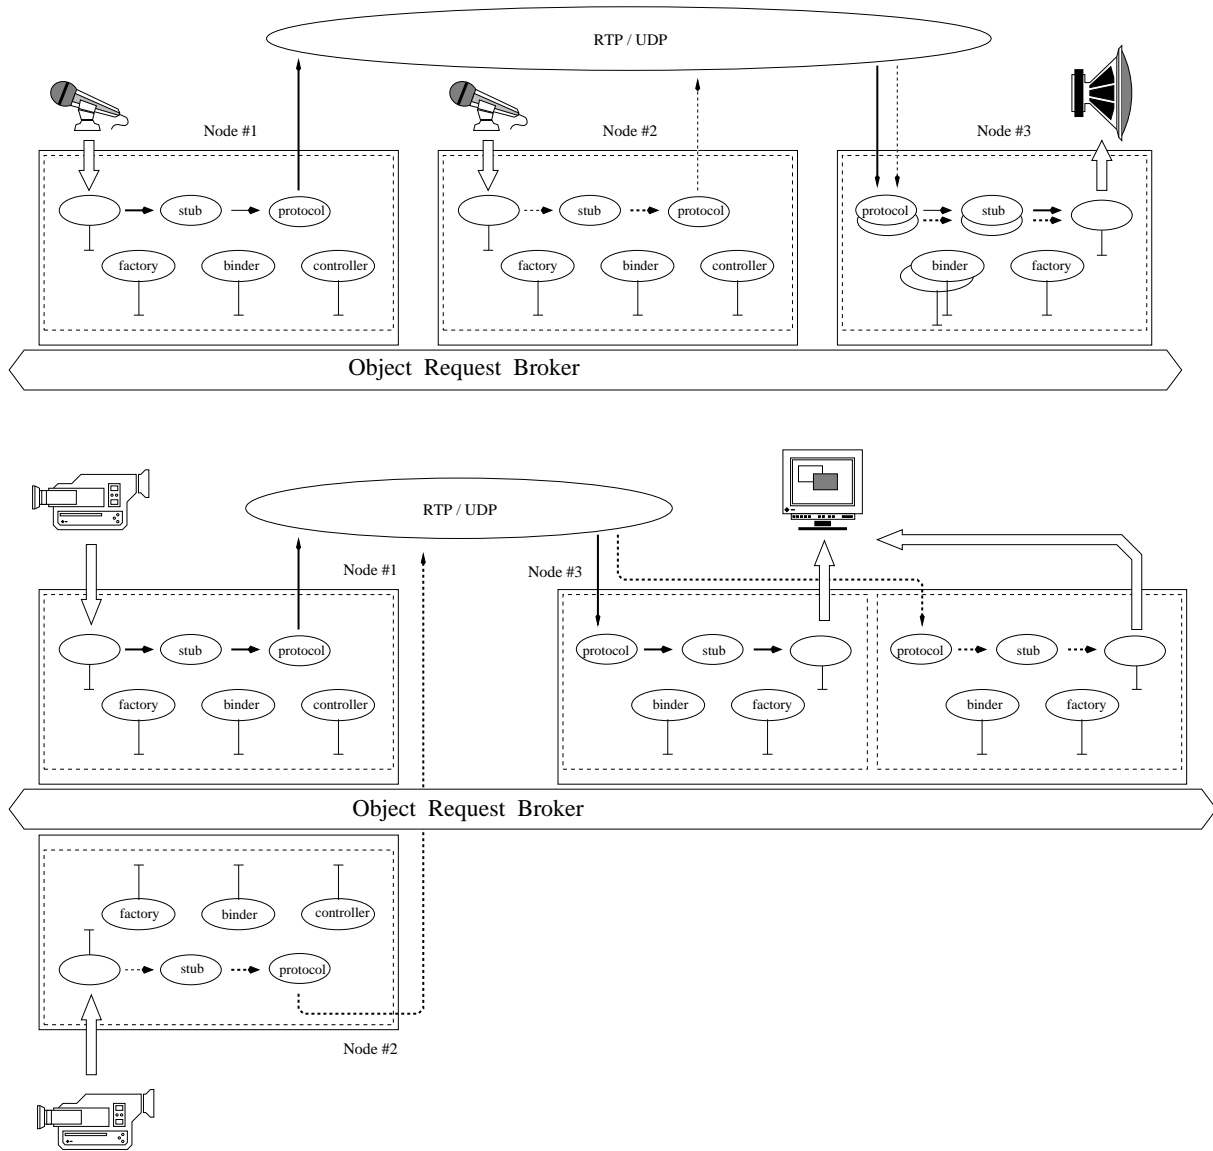 RTP / UDP
Node #1
Node #2
Node #3
stub
protocol
stub
protocol
protocol
stub
factory
binder
controller
factory
binder
controller
binder
factory
Object Request Broker
RTP / UDP
Node #1
Node #3
stub
protocol
protocol
stub
protocol
stub
factory
binder
controller
binder
factory
binder
factory
Object Request Broker
factory
binder
controller
stub
protocol
Node #2